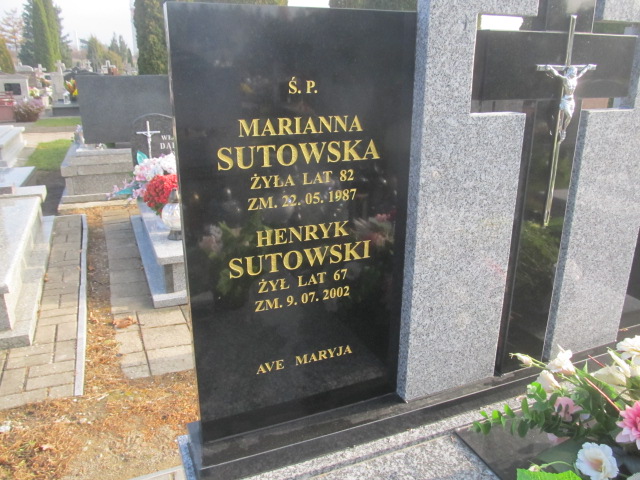 Ś. P.
MARIANNA
SUTOWSKA
ŻYŁA LAT 82
ZM. 22. 05. 1987
HENRYK
SUTOWSKI
ŻYŁ LAT 67
ZM. 9. 07. 2002
AVE MARYJA